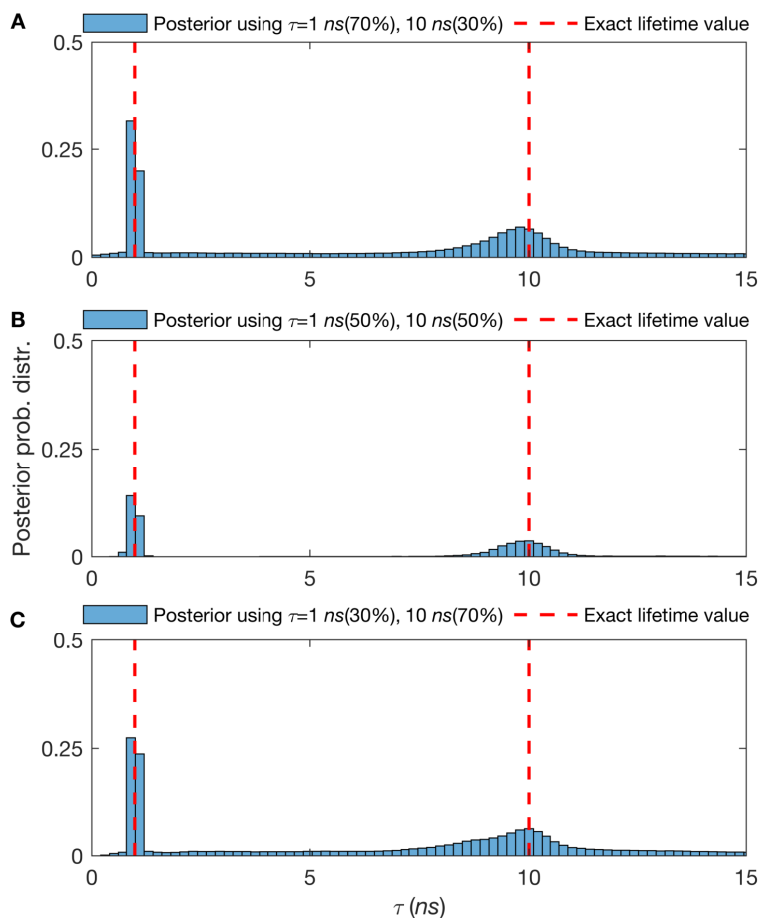 A
Posterior using τ=1 ns(70%), 10 ns(30%) Exact lifetime value
0.5
0.25
0
0 5 10 15
B
Posterior using τ=1 ns(50%), 10 ns(50%) Exact lifetime value
Posterior prob. distr.
0.5
0.25
0
0 5 10 15
C
Posterior using τ=1 ns(30%), 10 ns(70%) Exact lifetime value
0.5
0.25
0
0 5 10 15
τ (ns)